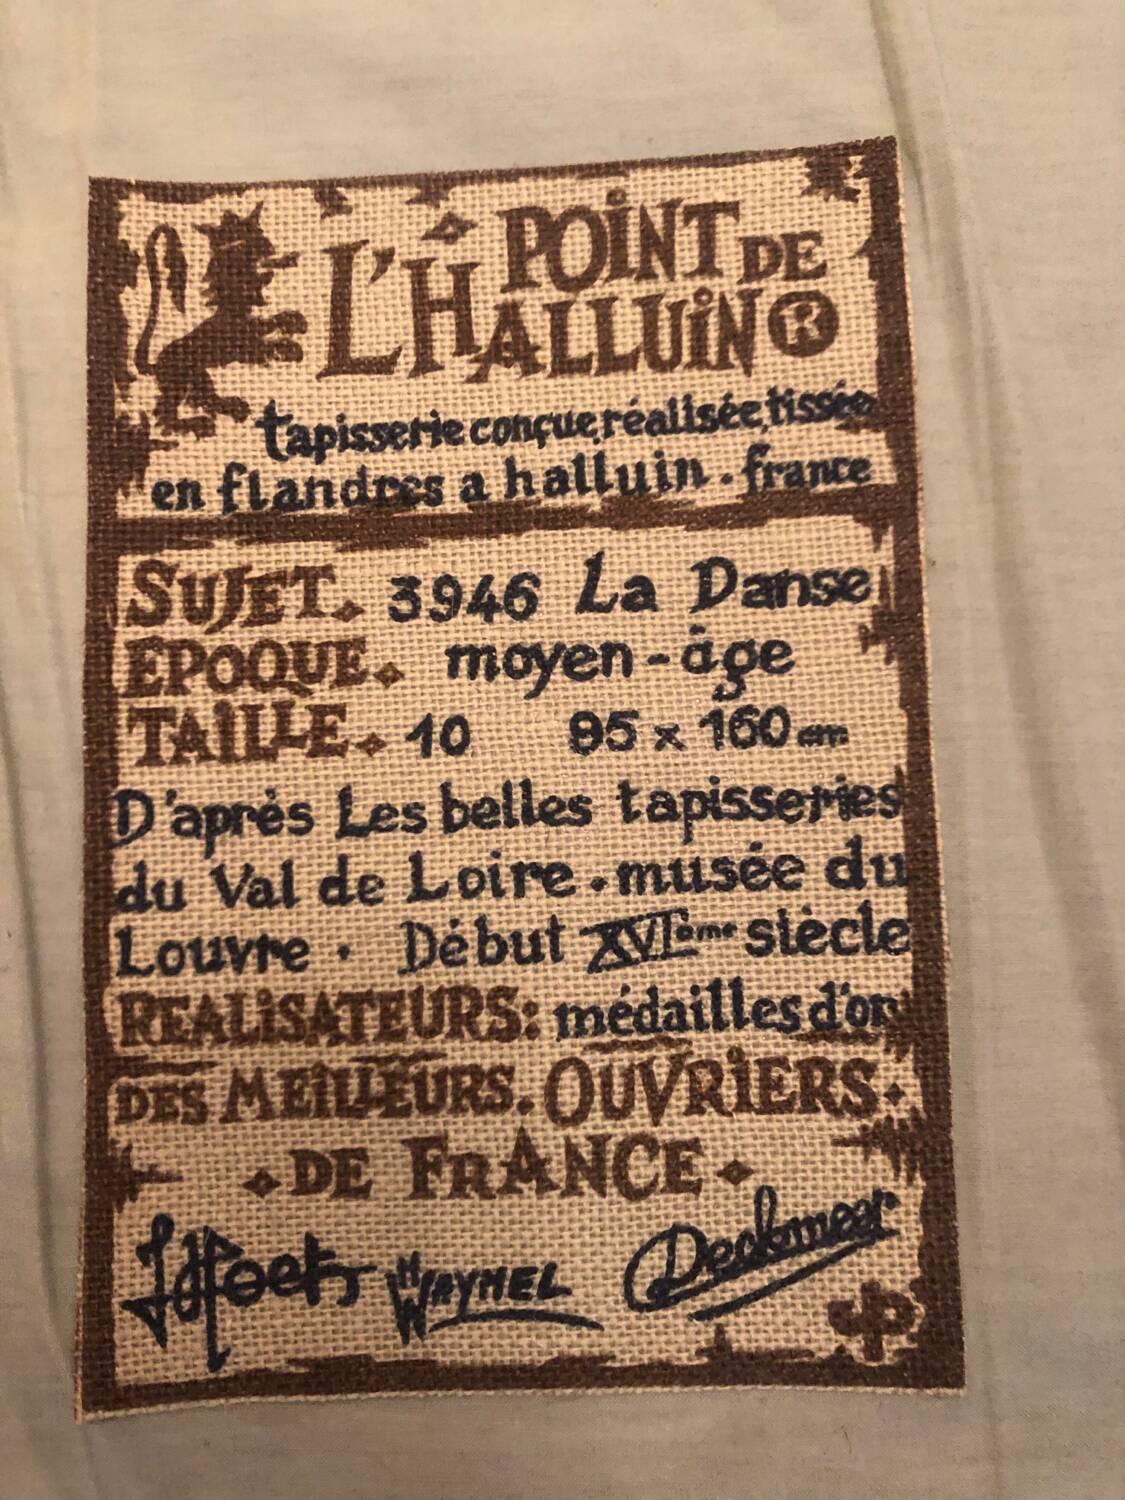 POINT DE
L'HALLUIN®
tapisserie conçue, réalisée, tissée
en flandres a halluin. france
SUJET. 3946 La Danse
EPOQUE. moyen-âge
TAILLE. 10 95 x 160 cm
D'après Les belles tapisseries
du Val de Loire. musée du
Louvre. Début XVIème siècle
REALISATEURS: médailles d'or
DES MEILLEURS. OUVRIERS.
DE FRANCE